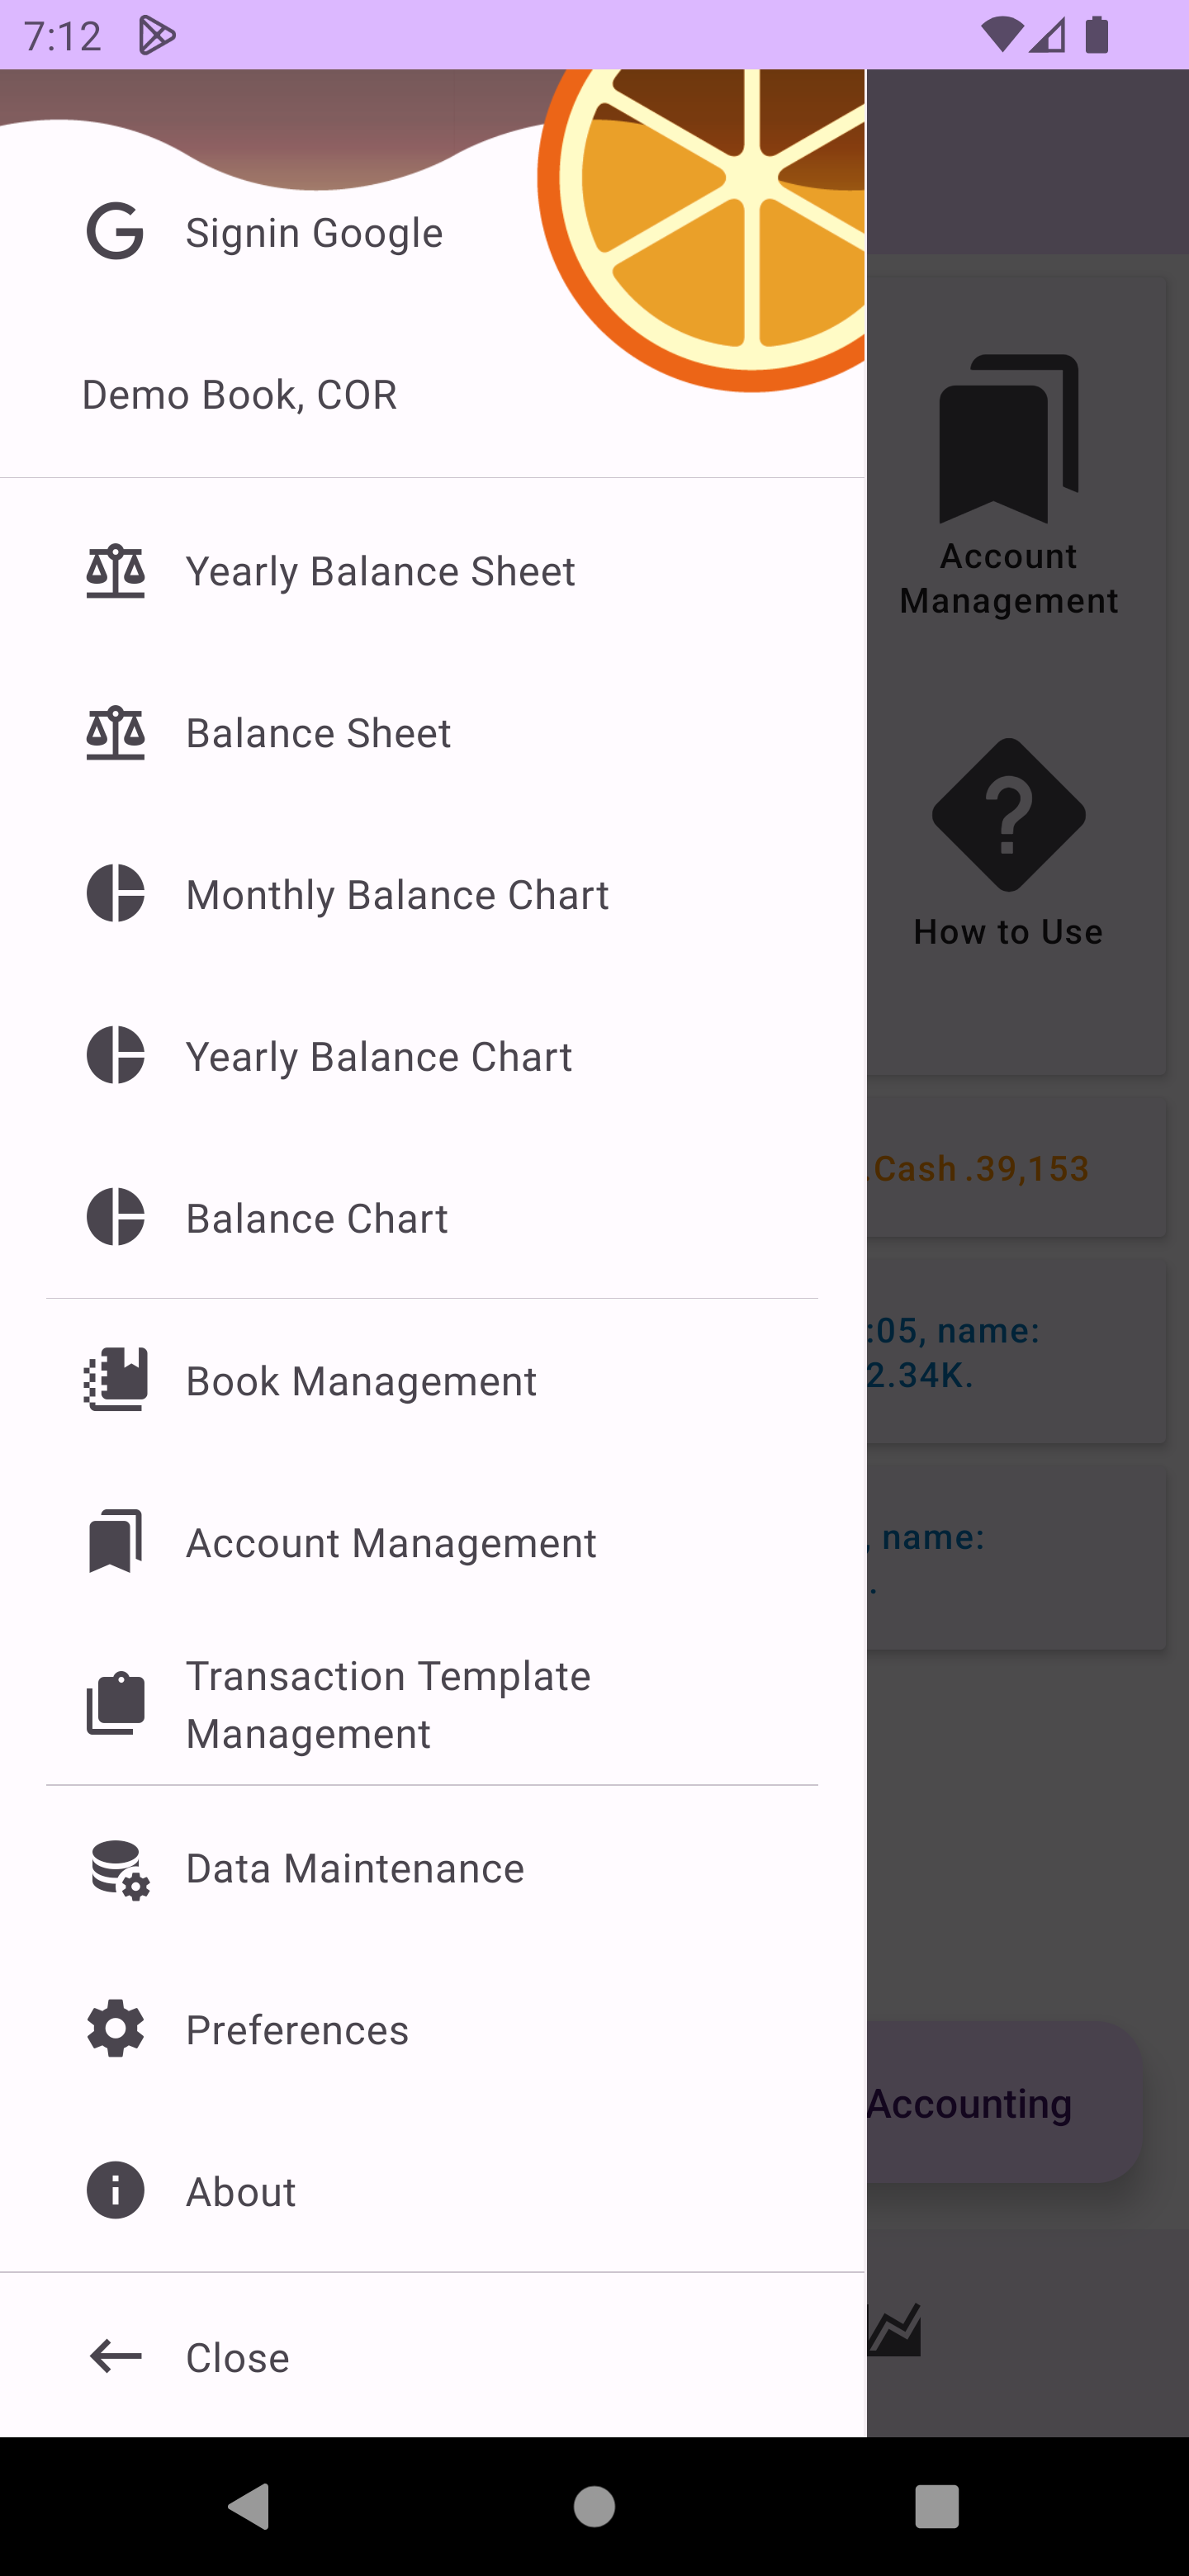 7:12
Signin Google
Demo Book, COR
Yearly Balance Sheet
Balance Sheet
Monthly Balance Chart
Yearly Balance Chart
Balance Chart
Book Management
Account Management
Transaction Template
Management
Data Maintenance
Preferences
About
Close
Account
Management
How to Use
.Cash .39,153
:05, name:
2.34K.
, name:
.
Accounting